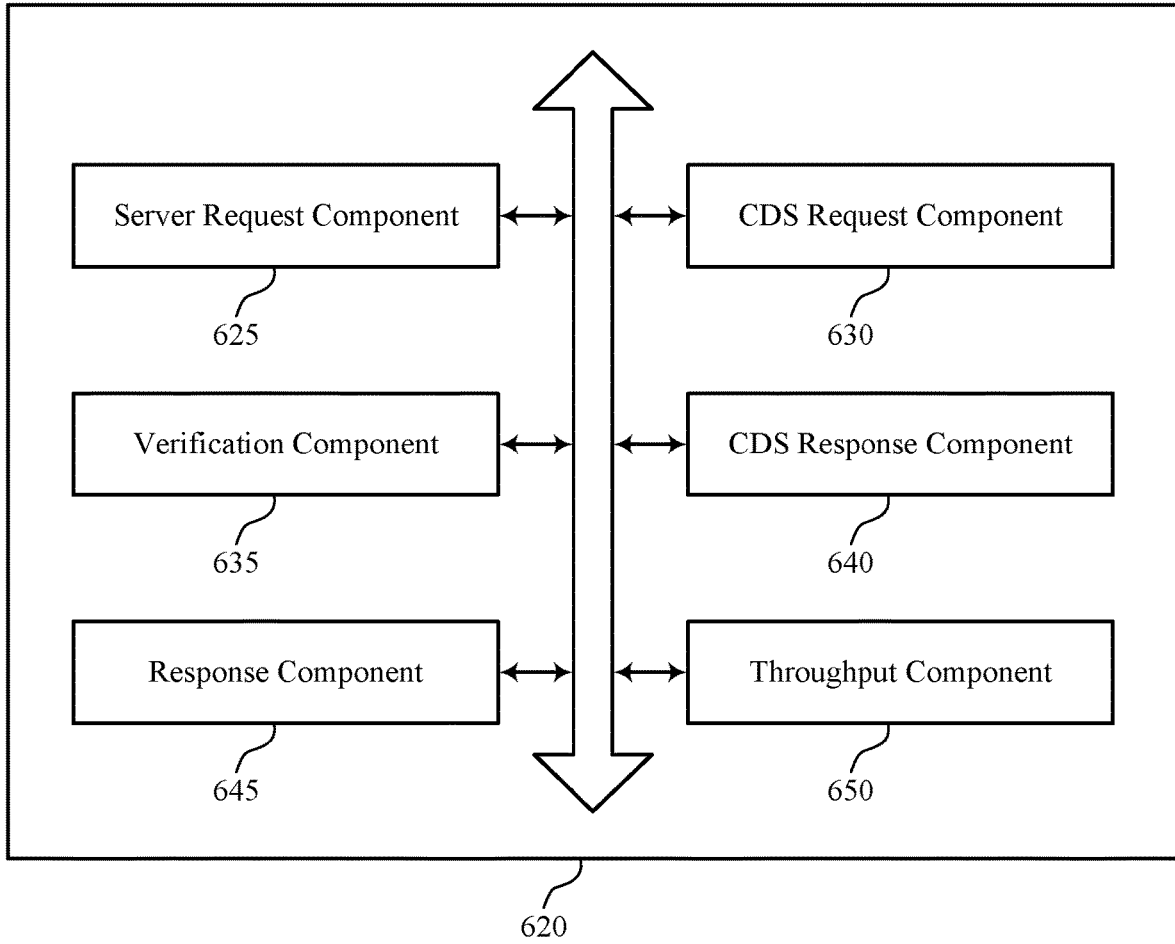 Server Request Component
CDS Request Component
625
630
Verification Component
CDS Response Component
635
640
Response Component
Throughput Component
645
650
620